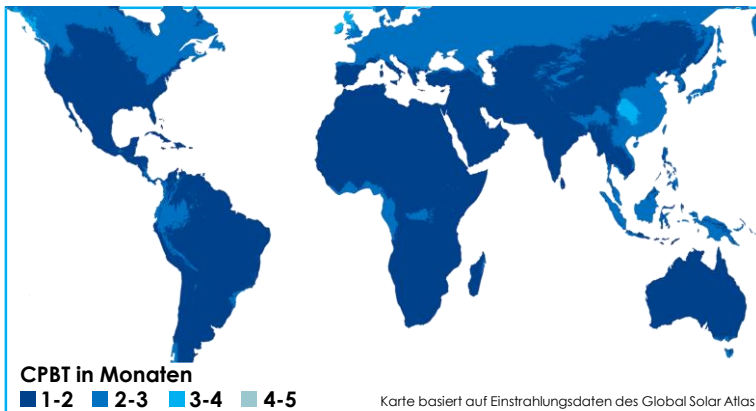 CPBT in Monaten
1-2 2-3 3-4 4-5
Karte basiert auf Einstrahlungsdaten des Global Solar Atlas